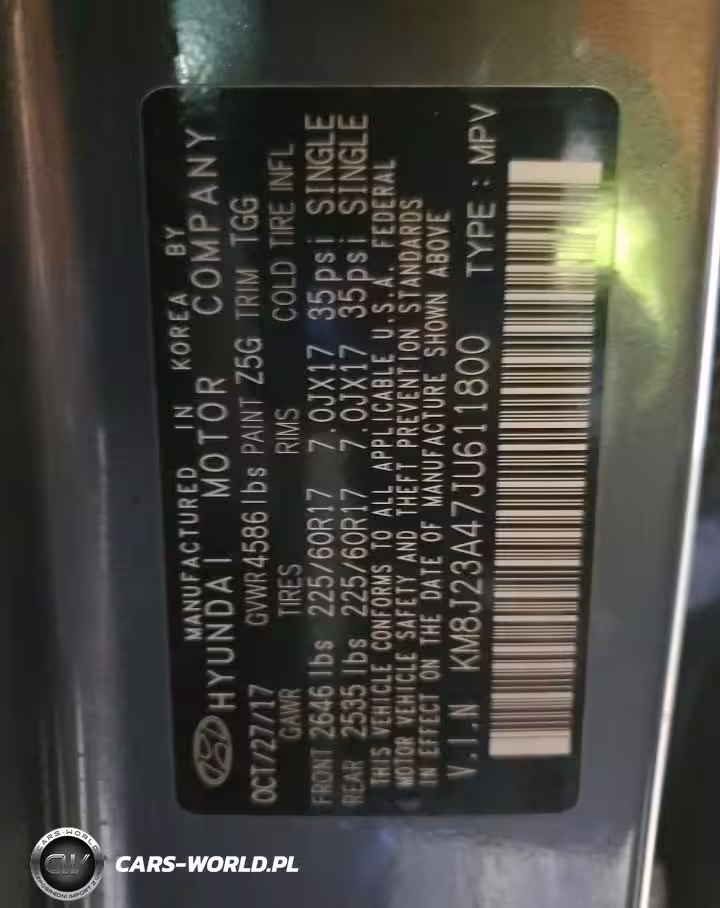 MANUFACTURED IN KOREA BY
HYUNDAI MOTOR COMPANY
OCT/27/17 GVWR 4586 lbs PAINT Z5G TRIM TGG
GAWR TIRES RIMS COLD TIRE INFL
FRONT 2646 lbs 225/60R17 7.0JX17 35psi SINGLE
REAR 2535 lbs 225/60R17 7.0JX17 35psi SINGLE
THIS VEHICLE CONFORMS TO ALL APPLICABLE U.S.A. FEDERAL
MOTOR VEHICLE SAFETY AND THEFT PREVENTION STANDARDS
IN EFFECT ON THE DATE OF MANUFACTURE SHOWN ABOVE
V.I.N KM8J23A47JU611800 TYPE: MPV
CARS-WORLD
CW
CARS-WORLD.PL